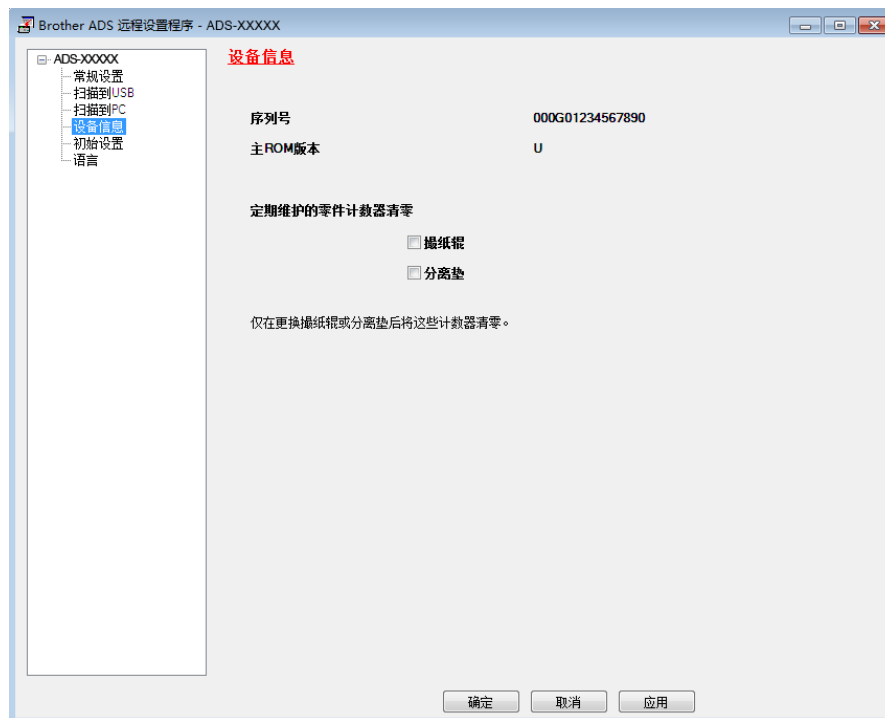 Brother ADS 远程设置程序 - ADS-XXXXX
ADS-XXXXX
常规设置
扫描到USB
扫描到PC
设备信息
初始设置
语言
设备信息
序列号 000G01234567890
主ROM版本 U
定期维护的零件计数器清零
撮纸辊
分离垫
仅在更换撮纸辊或分离垫后将这些计数器清零。
确定 取消 应用